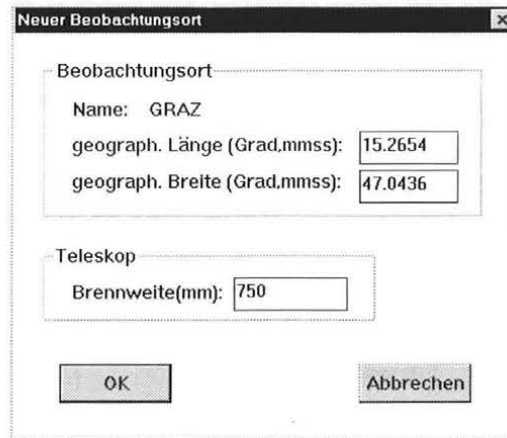 Neuer Beobachtungsort
Beobachtungsort
Name: GRAZ
geograph. Länge (Grad,mmss): 15.2654
geograph. Breite (Grad,mmss): 47.0436
Teleskop
Brennweite(mm): 750
OK Abbrechen